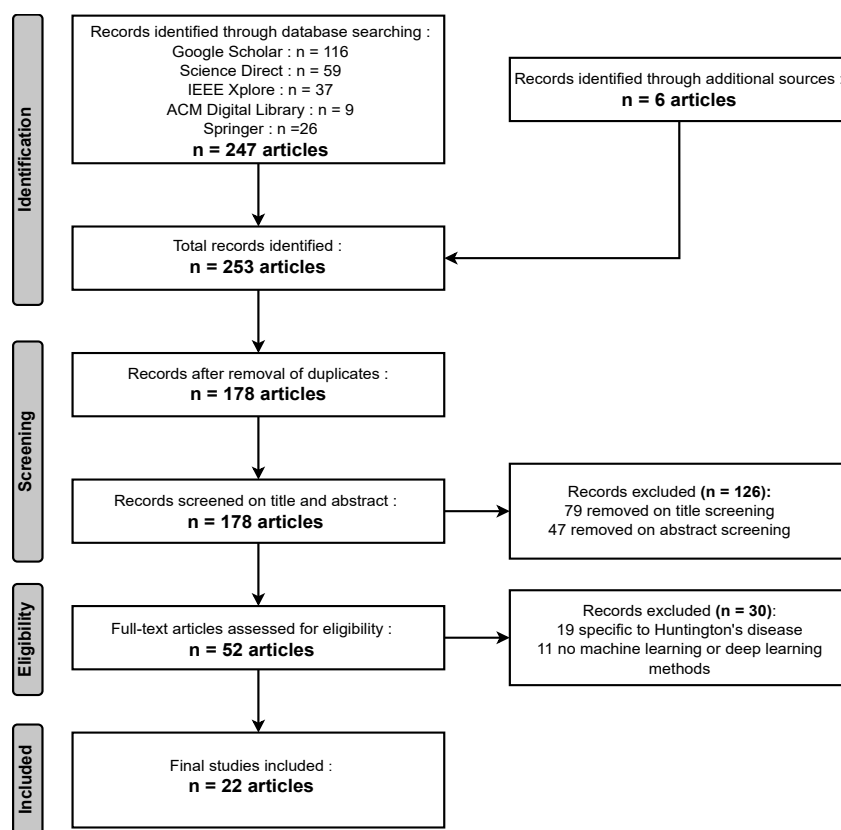 Identification
Records identified through database searching :
Google Scholar : n = 116
Science Direct : n = 59
IEEE Xplore : n = 37
ACM Digital Library : n = 9
Springer : n =26
n = 247 articles
Records identified through additional sources :
n = 6 articles
Total records identified :
n = 253 articles
Screening
Records after removal of duplicates :
n = 178 articles
Records screened on title and abstract :
n = 178 articles
Records excluded (n = 126):
79 removed on title screening
47 removed on abstract screening
Eligibility
Full-text articles assessed for eligibility :
n = 52 articles
Records excluded (n = 30):
19 specific to Huntington's disease
11 no machine learning or deep learning
methods
Included
Final studies included :
n = 22 articles